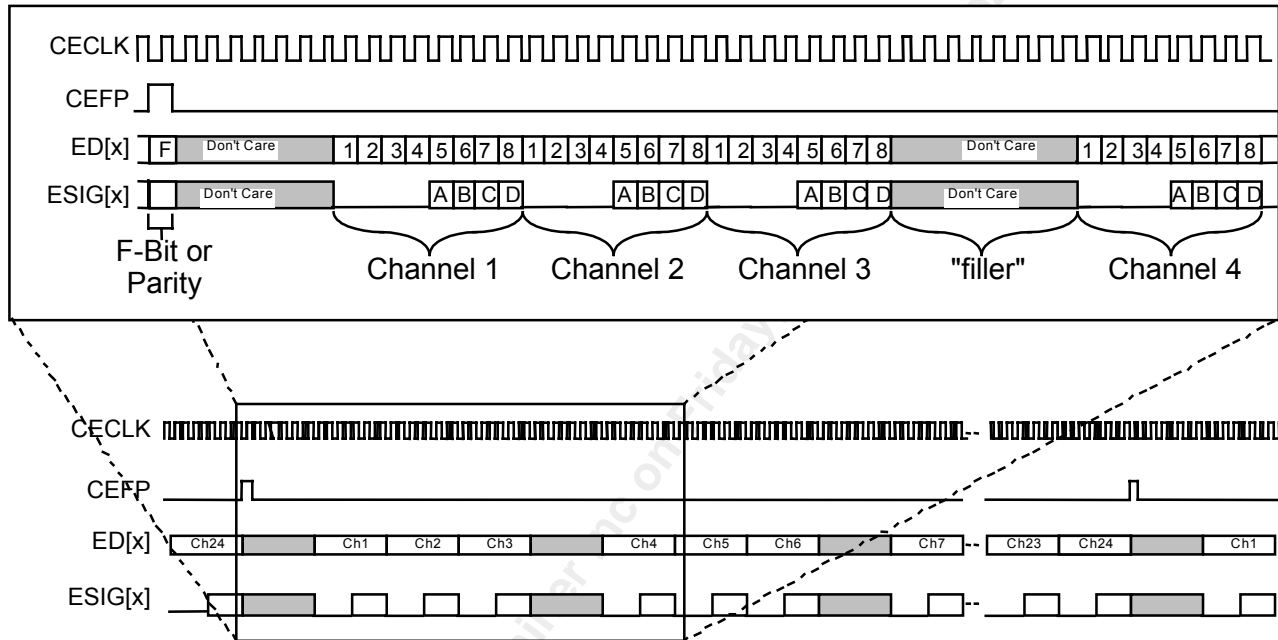 CECLK
CEFP
ED[x] F Don't Care 1 2 3 4 5 6 7 8 1 2 3 4 5 6 7 8 1 2 3 4 5 6 7 8 Don't Care 1 2 3 4 5 6 7 8
ESIG[x] Don't Care A B C D A B C D A B C D Don't Care A B C D
F-Bit or
Parity
Channel 1 Channel 2 Channel 3 "filler" Channel 4
CECLK
CEFP
ED[x] Ch24 Ch1 Ch2 Ch3 Ch4 Ch5 Ch6 Ch7 Ch23 Ch24 Ch1
ESIG[x]
inc on Friday